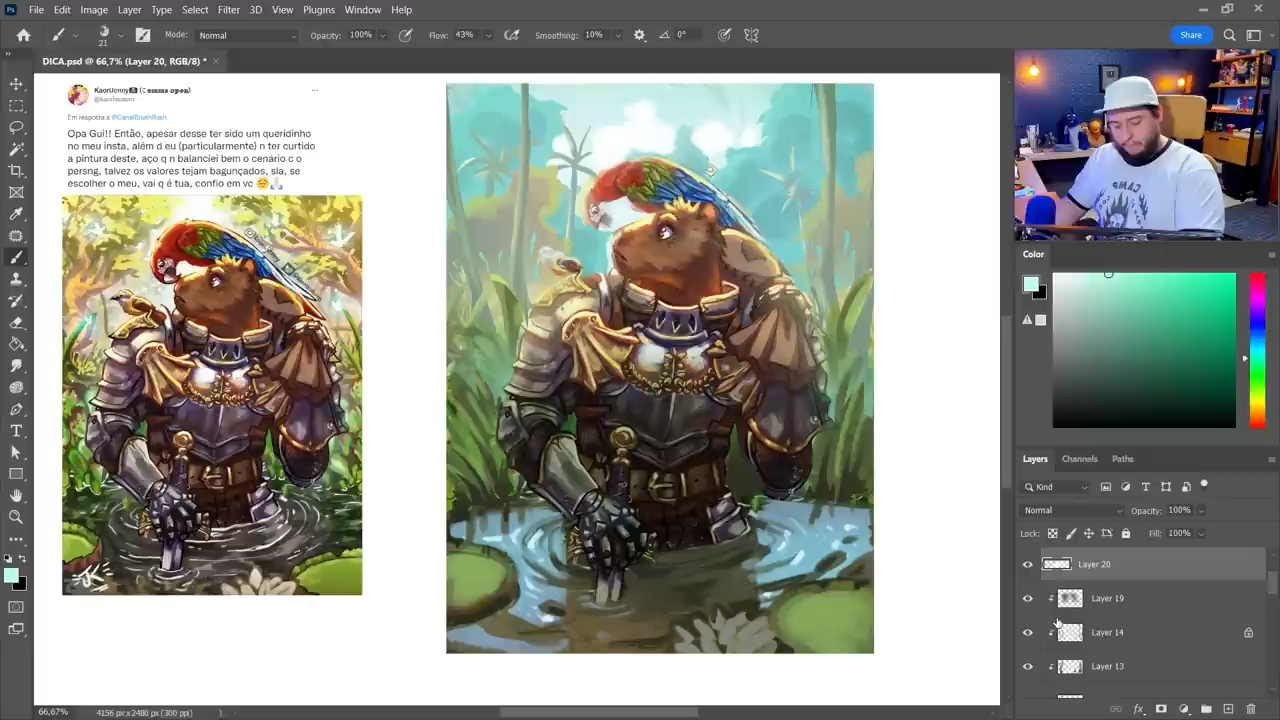 Ps File Edit Image Layer Type Select Filter 3D View Plugins Window Help
21 Mode: Normal Opacity: 100% Flow: 43% Smoothing: 10% 0° Share
DICA.psd @ 66,7% (Layer 20, RGB/8) *
KaoriJenny (comms open)
Em resposta a @CanalBrushRush
Opa Gui!! Então, apesar desse ter sido um queridinho
no meu insta, além d eu (particularmente) n ter curtido
a pintura deste, aço q n balanciei bem o cenário c o
persng, talvez os valores tejam bagunçados, sla, se
escolher o meu, vai q é tua, confio em vc
CAMP
Color
Layers Channels Paths
Kind
Normal Opacity: 100%
Lock: Fill: 100%
Layer 20
Layer 19
Layer 14
Layer 13
66,67% 4156 px x 2480 px (300 ppi)